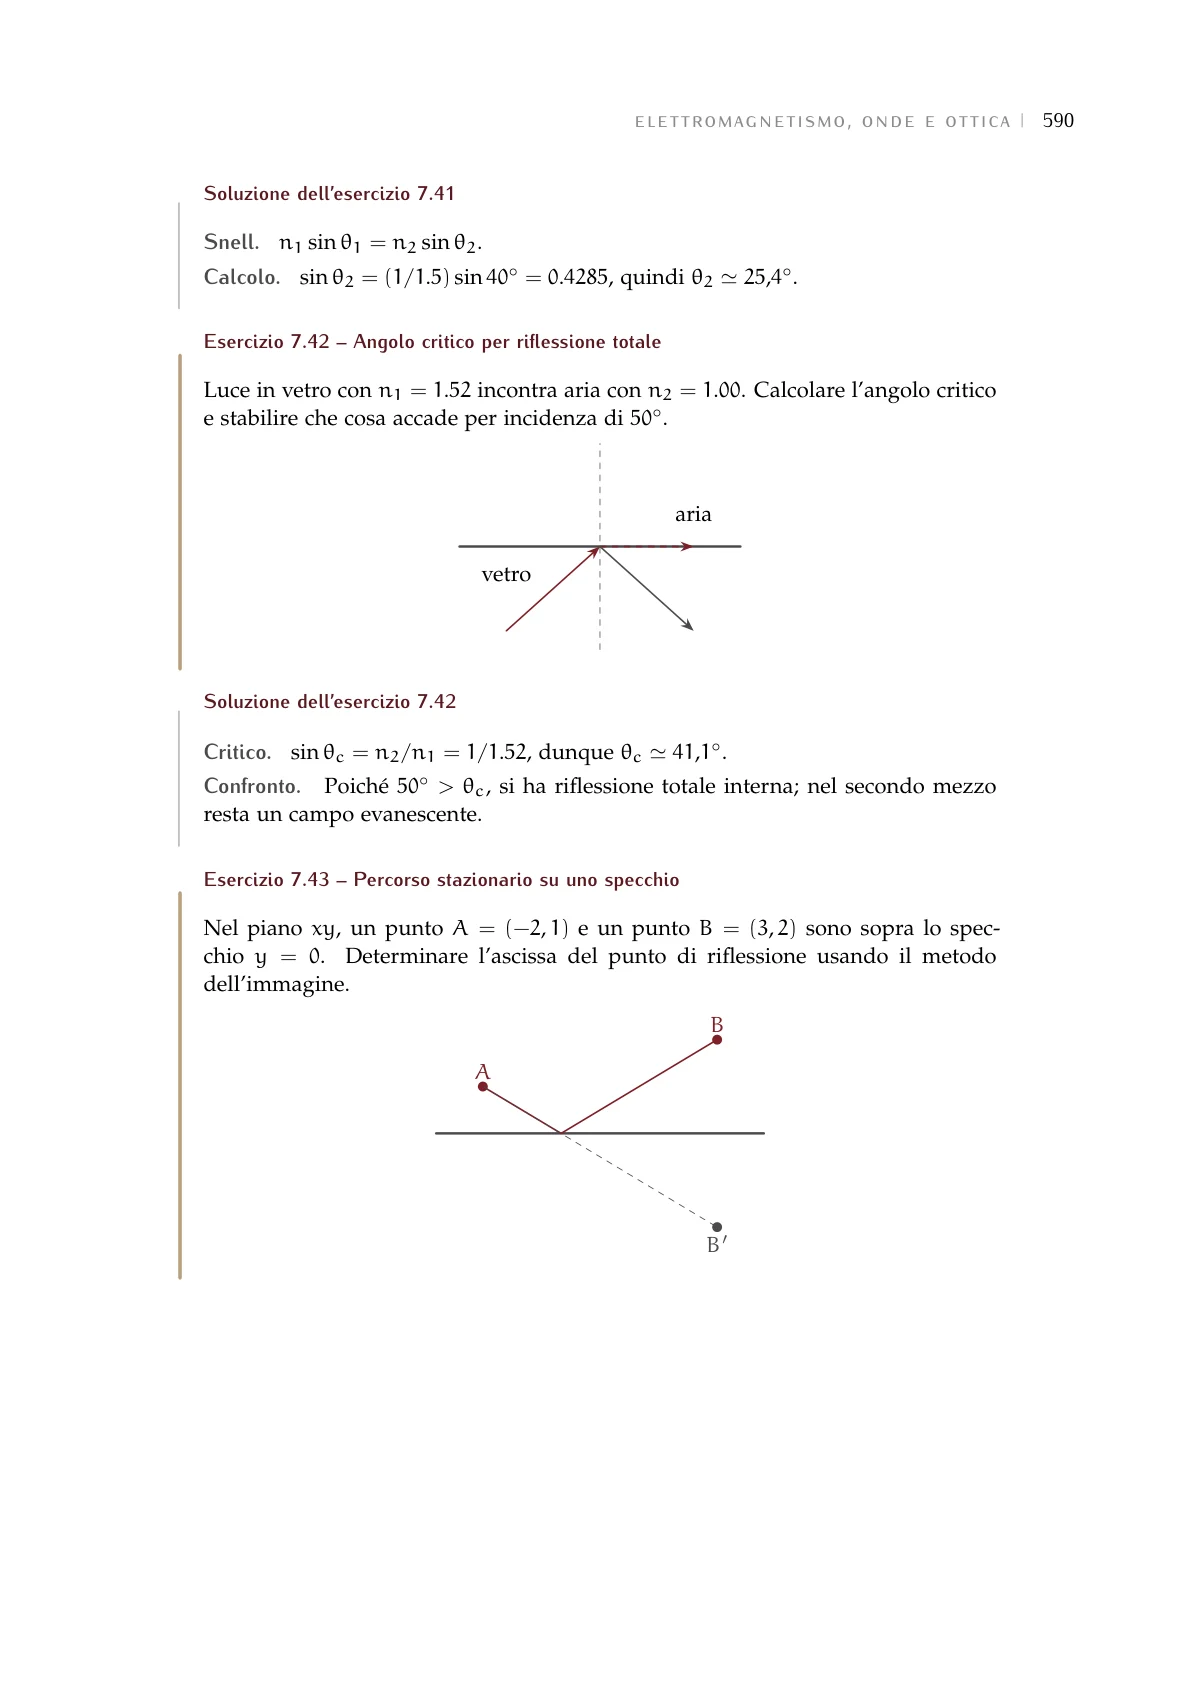 ELETTROMAGNETISMO, ONDE E OTTICA | 590
Soluzione dell'esercizio 7.41
Snell. n₁ sin θ₁ = n₂ sin θ₂.
Calcolo. sin θ₂ = (1/1.5) sin 40° = 0.4285, quindi θ₂ ≃ 25,4°.
Esercizio 7.42 – Angolo critico per riflessione totale
Luce in vetro con n₁ = 1.52 incontra aria con n₂ = 1.00. Calcolare l'angolo critico
e stabilire che cosa accade per incidenza di 50°.
aria
vetro
Soluzione dell'esercizio 7.42
Critico. sin θc = n₂/n₁ = 1/1.52, dunque θc ≃ 41,1°.
Confronto. Poiché 50° > θc, si ha riflessione totale interna; nel secondo mezzo
resta un campo evanescente.
Esercizio 7.43 – Percorso stazionario su uno specchio
Nel piano xy, un punto A = (−2, 1) e un punto B = (3, 2) sono sopra lo spec-
chio y = 0. Determinare l'ascissa del punto di riflessione usando il metodo
dell'immagine.
B
A
B′